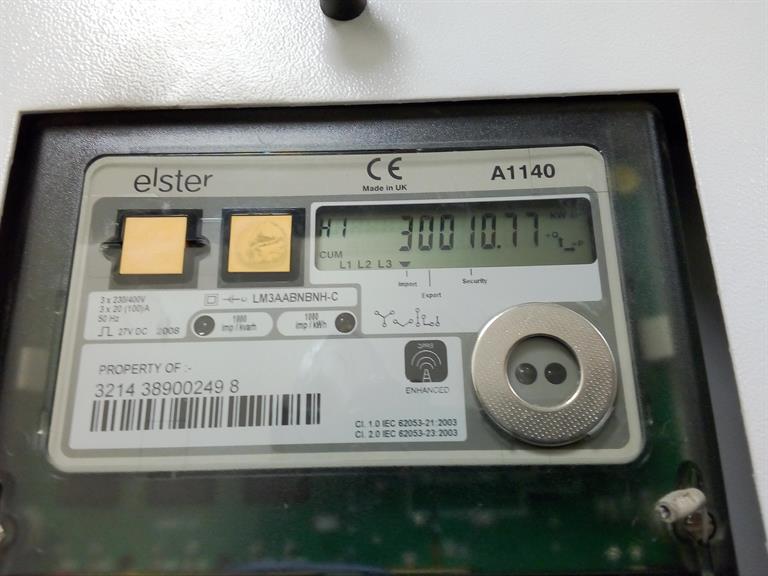 elster
CE
Made in UK
A1140
H1 30010.77
CUM
L1 L2 L3
Import
Export
Security
3 x 230/400V
3 x 20 (100)A
50 Hz
27V DC 2008
LM3AABNBNH-C
1000
imp / kvarh
1000
imp / kWh
PROPERTY OF :-
3214 38900249 8
GPRS
ENHANCED
Cl. 1.0 IEC 62053-21:2003
Cl. 2.0 IEC 62053-23:2003